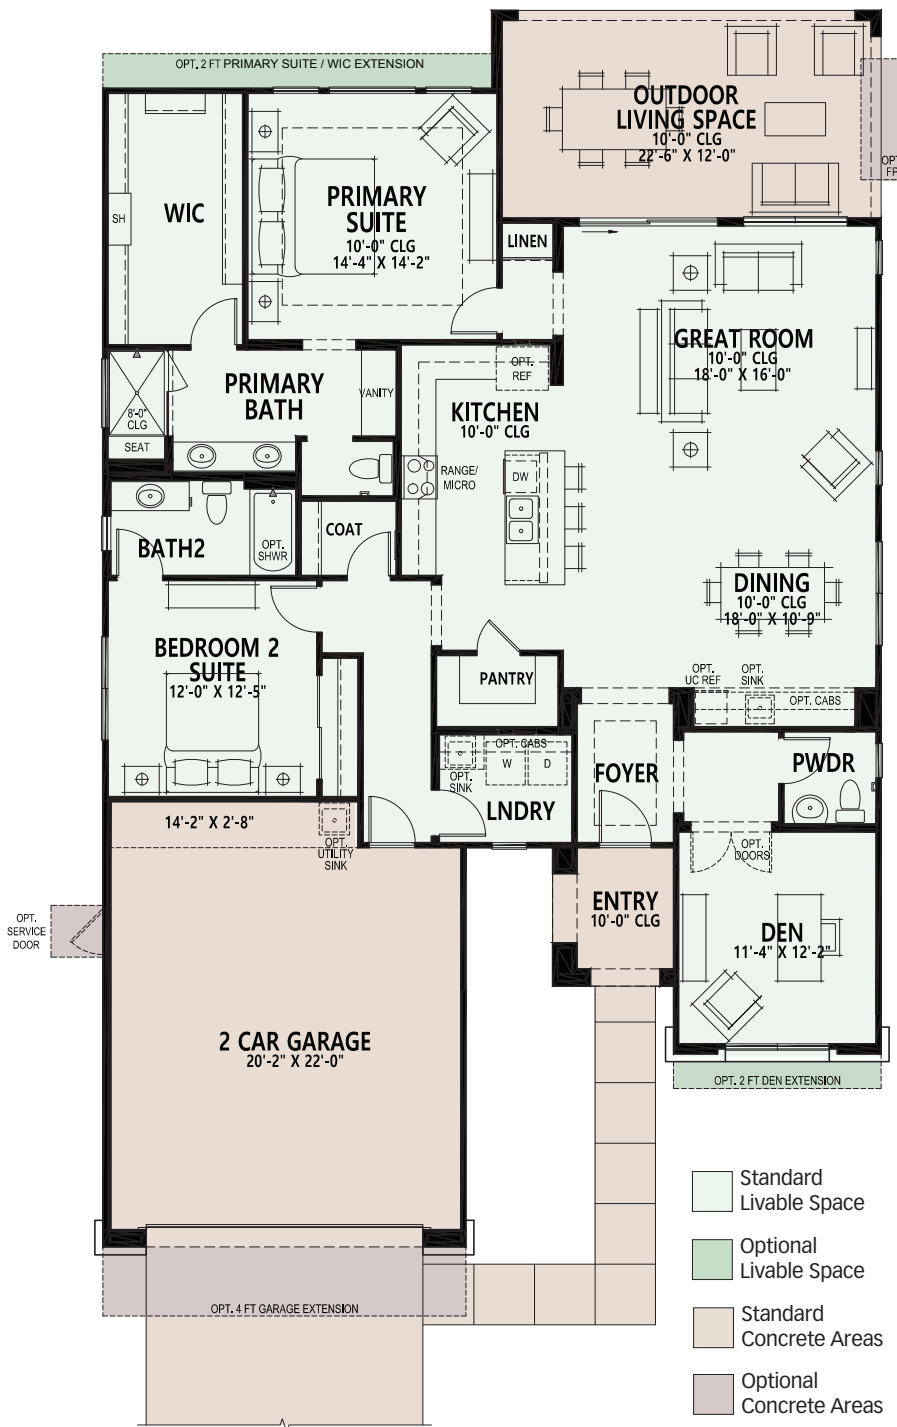 OPT. 2 FT PRIMARY SUITE / WIC EXTENSION
OUTDOOR
LIVING SPACE
10'-0" CLG
22'-6" X 12'-0"
OPT.
FP
SH
WIC
PRIMARY
SUITE
10'-0" CLG
14'-4" X 14'-2"
LINEN
GREAT ROOM
10'-0" CLG
18'-0" X 16'-0"
8'-0"
CLG
SEAT
PRIMARY
BATH
VANITY
OPT.
REF
KITCHEN
10'-0" CLG
RANGE/
MICRO
DW
BATH2
OPT.
SHWR
COAT
DINING
10'-0" CLG
18'-0" X 10'-9"
BEDROOM 2
SUITE
12'-0" X 12'-5"
PANTRY
OPT.
UC REF
OPT.
SINK
OPT. CABS
OPT. CABS
W
D
OPT.
SINK
LNDRY
FOYER
PWDR
14'-2" X 2'-8"
OPT.
UTILITY
SINK
OPT.
DOORS
OPT.
SERVICE
DOOR
ENTRY
10'-0" CLG
DEN
11'-4" X 12'-2"
2 CAR GARAGE
20'-2" X 22'-0"
OPT. 2 FT DEN EXTENSION
OPT. 4 FT GARAGE EXTENSION
Standard
Livable Space
Optional
Livable Space
Standard
Concrete Areas
Optional
Concrete Areas